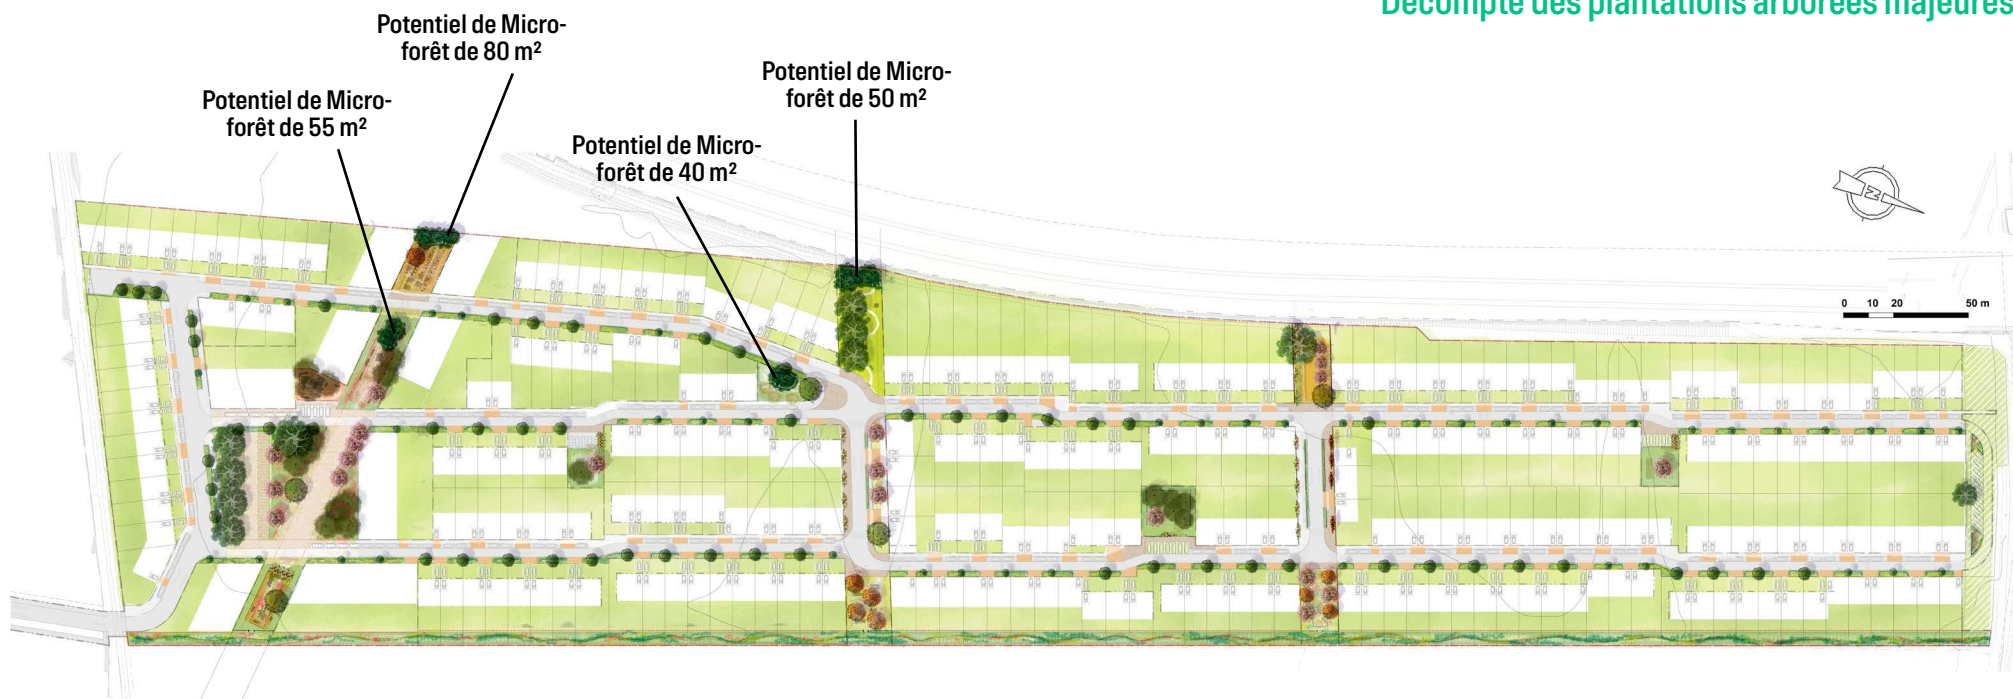 Décompte des plantations arborées majeures
Potentiel de Micro-
forêt de 80 m²
Potentiel de Micro-
forêt de 55 m²
Potentiel de Micro-
forêt de 50 m²
Potentiel de Micro-
forêt de 40 m²
N
0 10 20 50 m